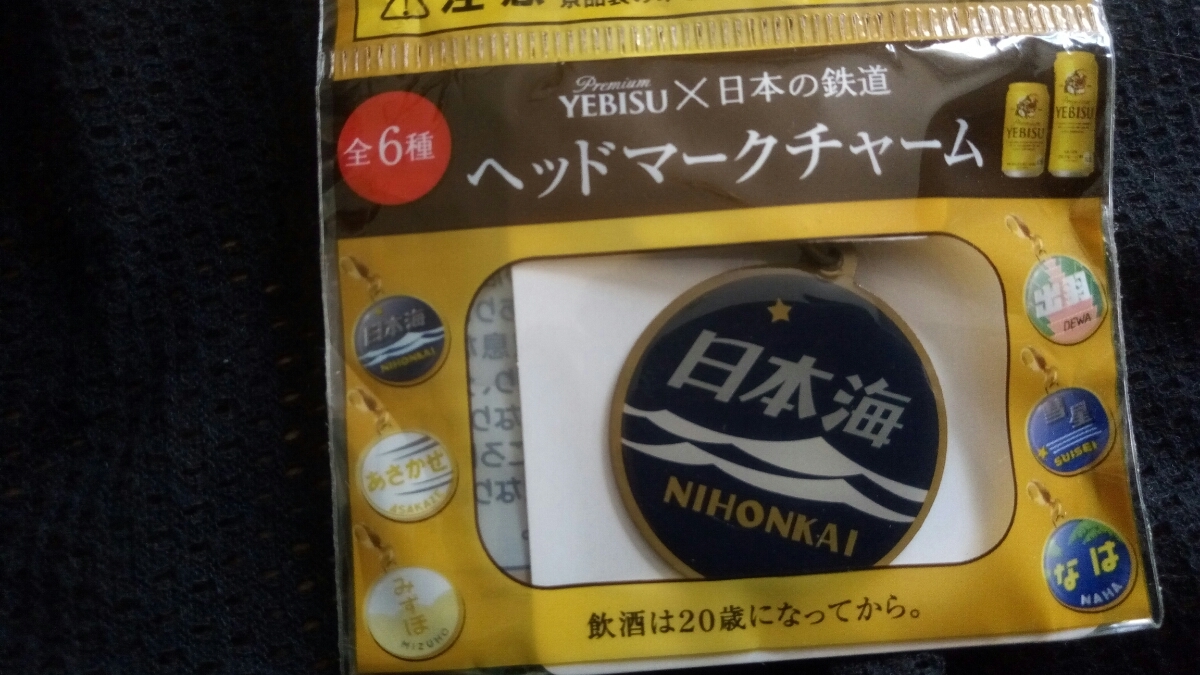 注意
Premium
YEBISU×日本の鉄道
全6種
ヘッドマークチャーム
YEBISU
YEBISU
日本海
NIHONKAI
あさかぜ
ASAKAZE
みずほ
MIZUHO
日本海
NIHONKAI
出羽
DEWA
彗星
SUISEI
なは
NAHA
飲酒は20歳になってから。